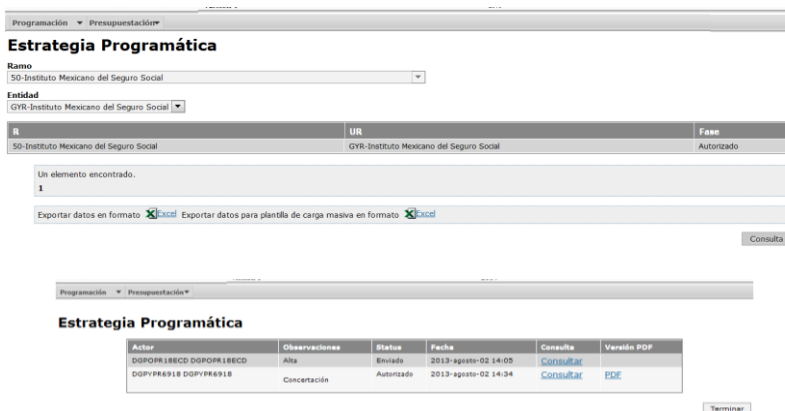 Programación Presupuestación
Estrategia Programática
Ramo
50-Instituto Mexicano del Seguro Social
Entidad
GYR-Instituto Mexicano del Seguro Social
R UR Fase
50-Instituto Mexicano del Seguro Social GYR-Instituto Mexicano del Seguro Social Autorizado
Un elemento encontrado.
1
Exportar datos en formato Excel Exportar datos para plantilla de carga masiva en formato Excel
Consulta
Programación Presupuestación
Estrategia Programática
Actor Observaciones Status Fecha Consulta Versión PDF
DGPOPR18ECD DGPOPR18ECD Alta Enviado 2013-agosto-02 14:05 Consultar
DGPYPR6918 DGPYPR6918 Concertación Autorizado 2013-agosto-02 14:34 Consultar PDF
Terminar